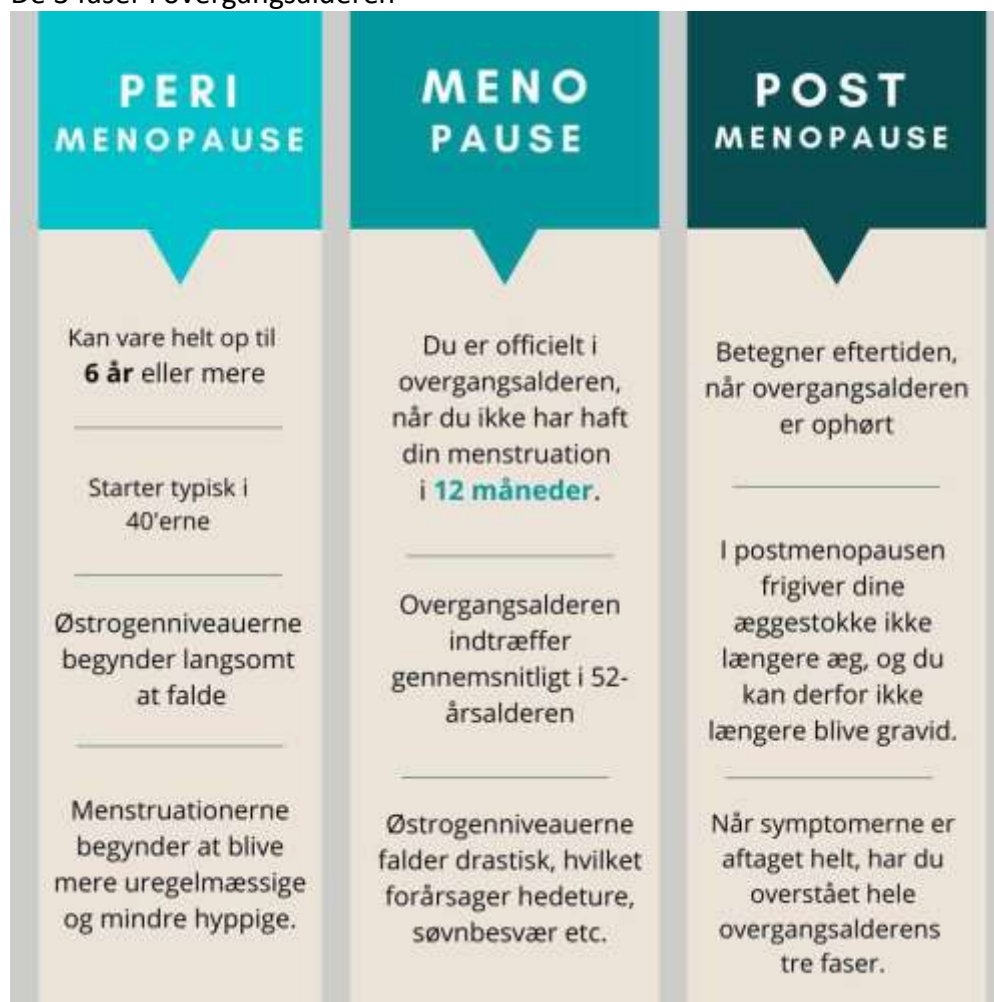 De 3 faser i overgangsalderen
PERI
MENOPAUSE
Kan vare helt op til
6 år eller mere
Starter typisk i
40'erne
Østrogenniveauerne
begynder langsomt
at falde
Menstruationerne
begynder at blive
mere uregelmæssige
og mindre hyppige.
MENO
PAUSE
Du er officielt i
overgangsalderen,
når du ikke har haft
din menstruation
i 12 måneder.
Overgangsalderen
indtræffer
gennemsnitligt i 52-
årsalderen
Østrogenniveauerne
falder drastisk, hvilket
forårsager hedeture,
søvnbesvær etc.
POST
MENOPAUSE
Betegner eftertiden,
når overgangsalderen
er ophørt
I postmenopausen
frigiver dine
æggestokke ikke
længere æg, og du
kan derfor ikke
længere blive gravid.
Når symptomerne er
aftaget helt, har du
overstået hele
overgangsalderens
tre faser.